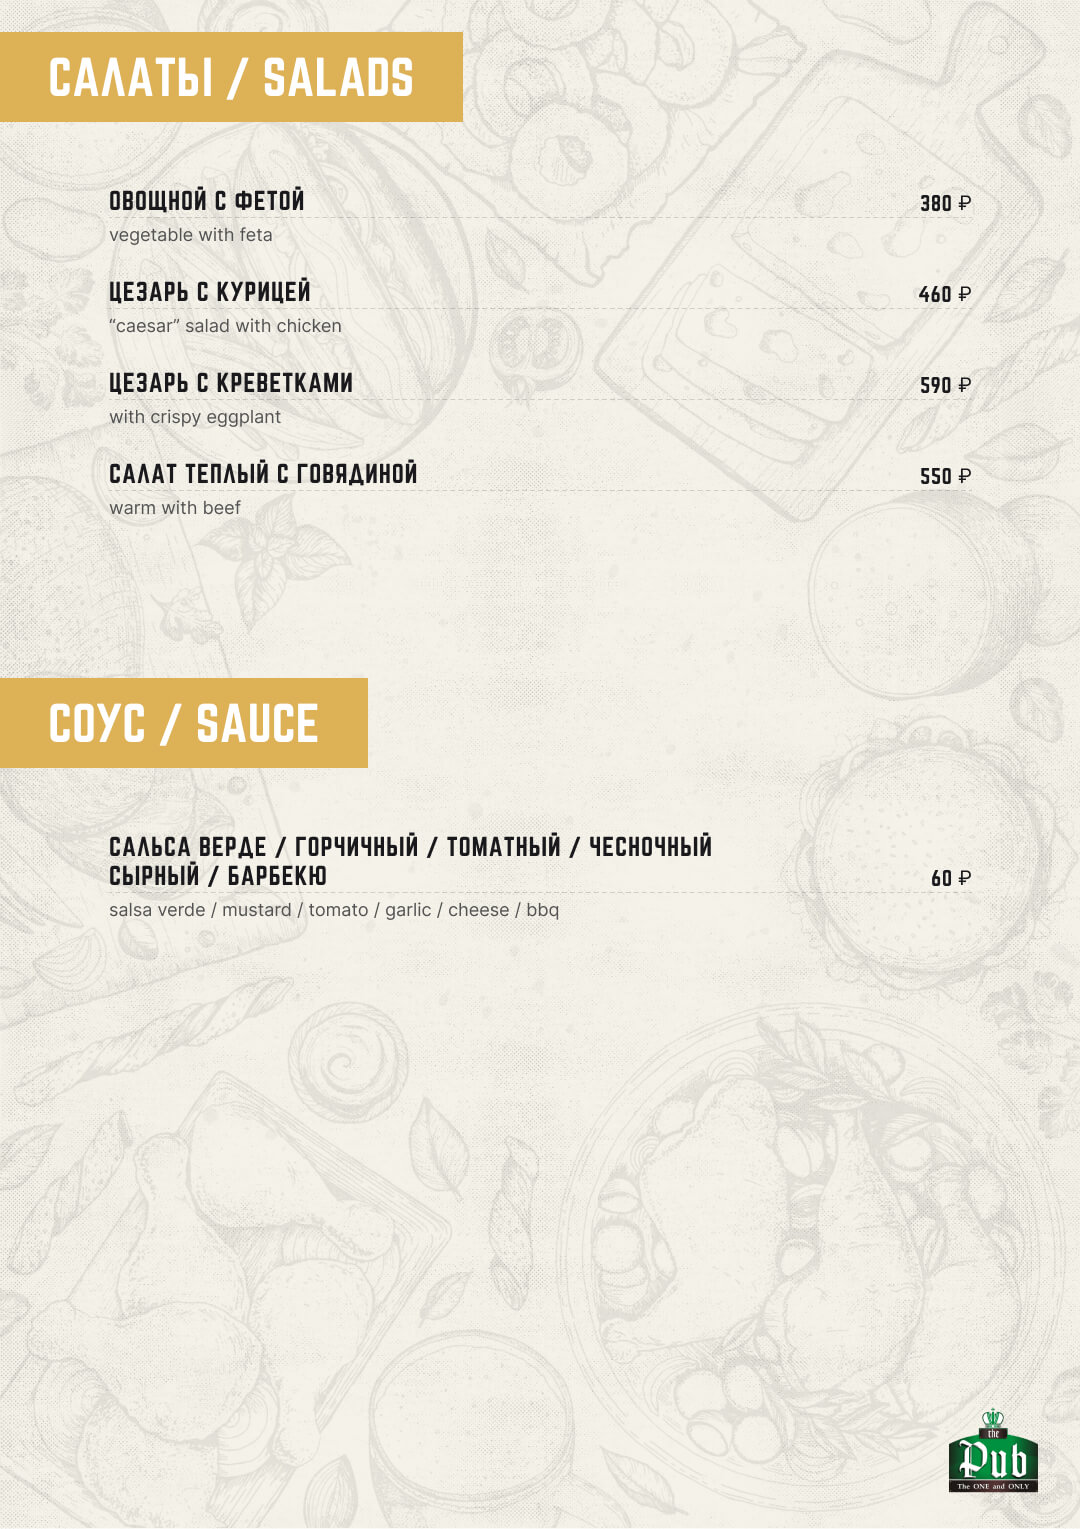 САЛАТЫ / SALADS
ОВОЩНОЙ С ФЕТОЙ 380 ₽
vegetable with feta
ЦЕЗАРЬ С КУРИЦЕЙ 460 ₽
“caesar” salad with chicken
ЦЕЗАРЬ С КРЕВЕТКАМИ 590 ₽
with crispy eggplant
САЛАТ ТЕПЛЫЙ С ГОВЯДИНОЙ 550 ₽
warm with beef
СОУС / SAUCE
САЛЬСА ВЕРДЕ / ГОРЧИЧНЫЙ / ТОМАТНЫЙ / ЧЕСНОЧНЫЙ
СЫРНЫЙ / БАРБЕКЮ 60 ₽
salsa verde / mustard / tomato / garlic / cheese / bbq
the
Pub
The ONE and ONLY